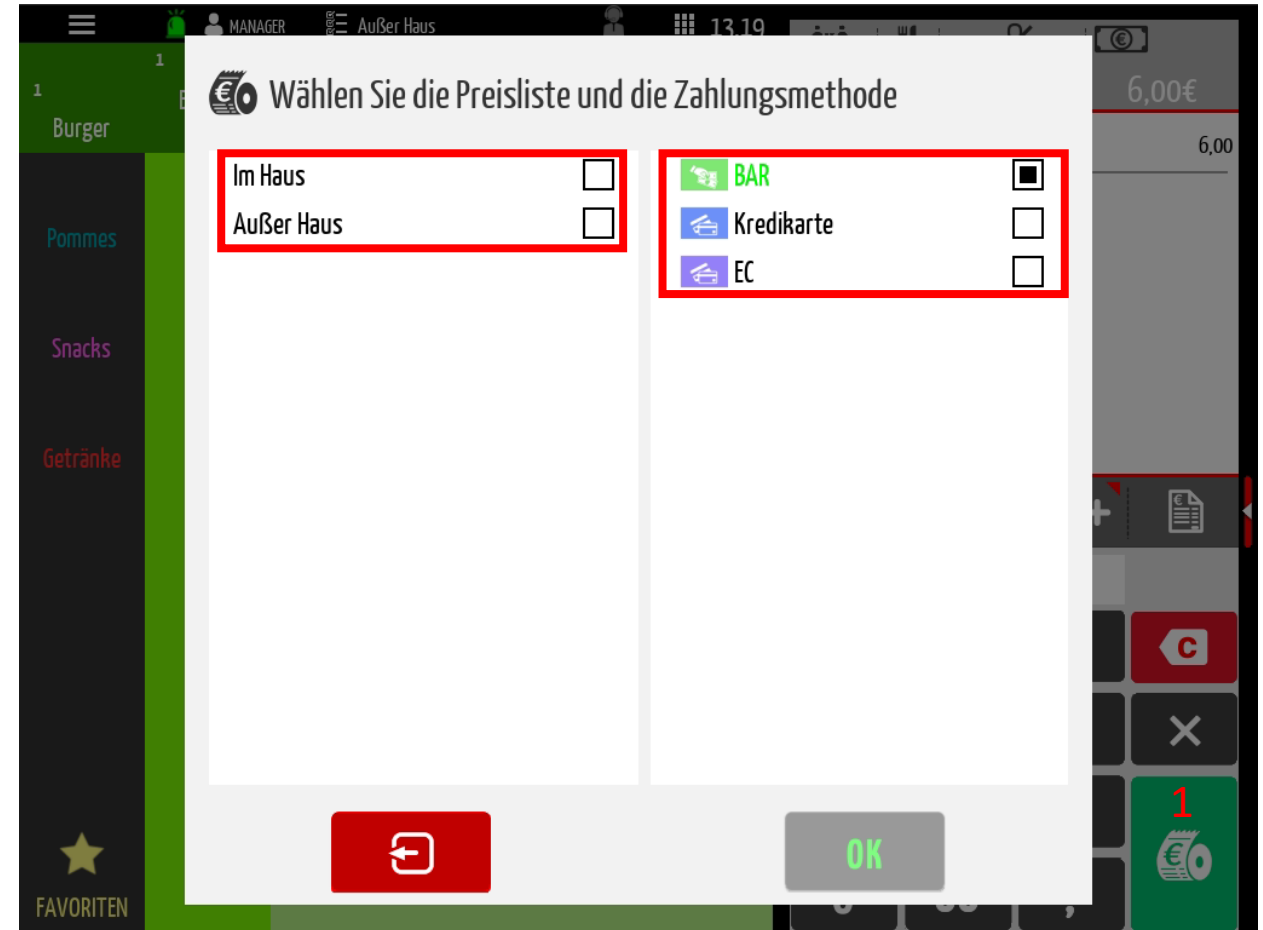 MANAGER
Außer Haus
13.19
1
1
Burger
6,00€
6,00
Wählen Sie die Preisliste und die Zahlungsmethode
Im Haus
Außer Haus
BAR
Kredikarte
EC
Pommes
Snacks
Getränke
FAVORITEN
OK
C
1